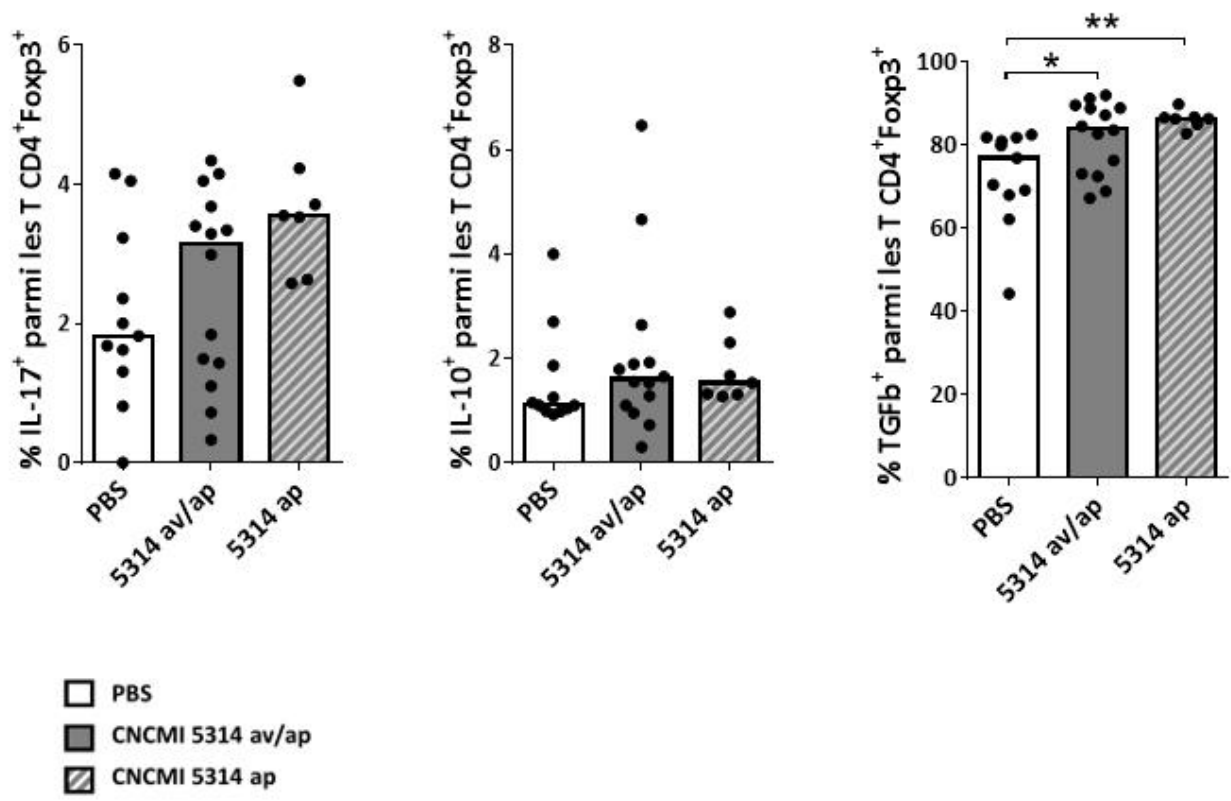 % IL-17⁺ parmi les T CD4⁺Foxp3⁺
6
4
2
0
PBS
5314 av/ap
5314 ap
% IL-10⁺ parmi les T CD4⁺Foxp3⁺
8
6
4
2
0
PBS
5314 av/ap
5314 ap
% TGFb⁺ parmi les T CD4⁺Foxp3⁺
**
*
100
80
60
40
20
0
PBS
5314 av/ap
5314 ap
PBS
CNCMI 5314 av/ap
CNCMI 5314 ap